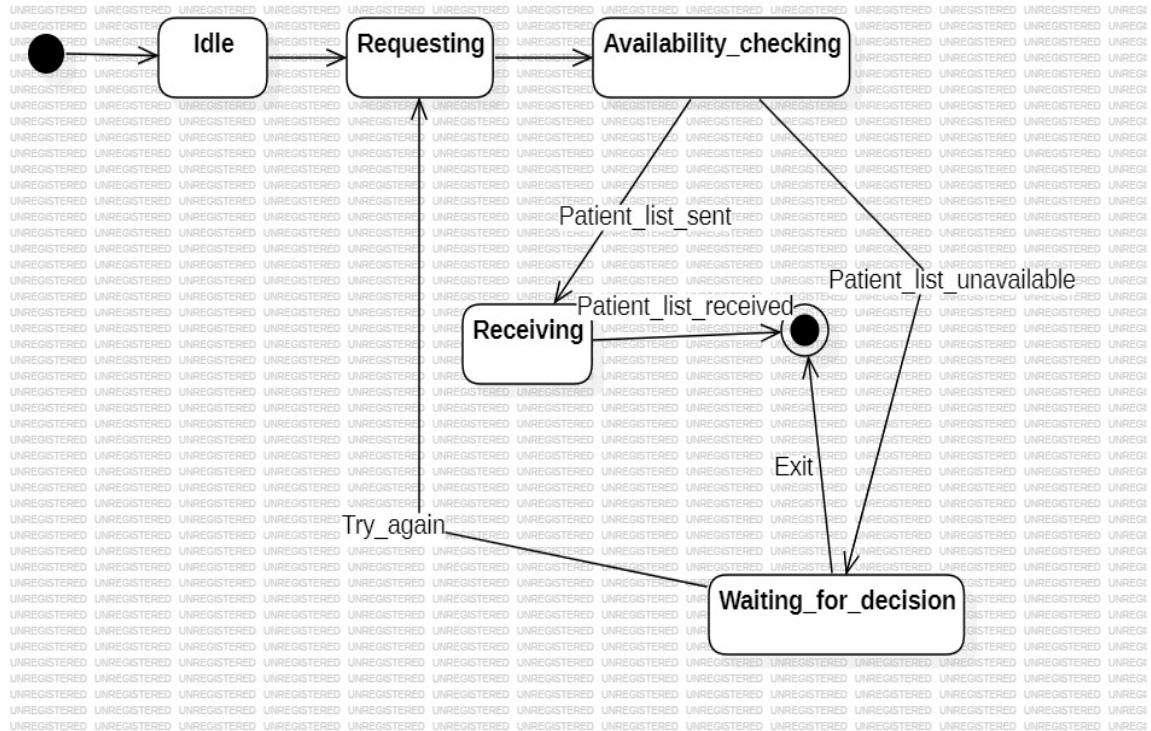 Idle
Requesting
Availability_checking
Patient_list_sent
Patient_list_unavailable
Patient_list_received
Receiving
Exit
Try_again
Waiting_for_decision
UNREGISTERED